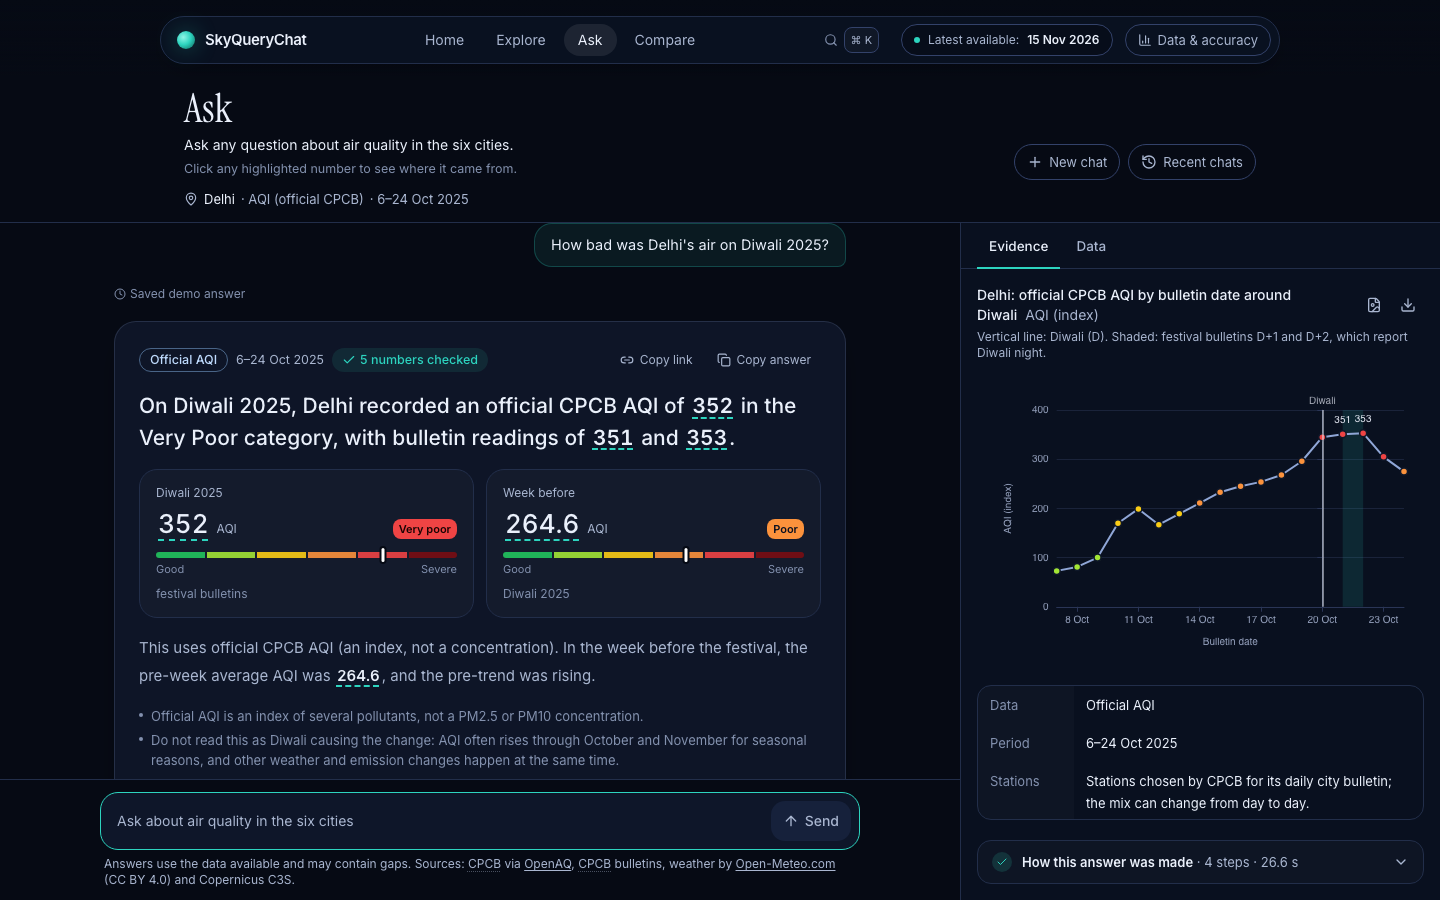 SkyQueryChat
Home
Explore
Ask
Compare
⌘ K
Latest available: 15 Nov 2026
Data & accuracy
Ask
Ask any question about air quality in the six cities.
Click any highlighted number to see where it came from.
Delhi · AQI (official CPCB) · 6–24 Oct 2025
New chat
Recent chats
How bad was Delhi's air on Diwali 2025?
Saved demo answer
Official AQI
6–24 Oct 2025
5 numbers checked
Copy link
Copy answer
On Diwali 2025, Delhi recorded an official CPCB AQI of 352 in the
Very Poor category, with bulletin readings of 351 and 353.
Diwali 2025
352 AQI
Very poor
Good
Severe
festival bulletins
Week before
264.6 AQI
Poor
Good
Severe
Diwali 2025
This uses official CPCB AQI (an index, not a concentration). In the week before the festival, the
pre-week average AQI was 264.6, and the pre-trend was rising.
• Official AQI is an index of several pollutants, not a PM2.5 or PM10 concentration.
• Do not read this as Diwali causing the change: AQI often rises through October and November for seasonal
reasons, and other weather and emission changes happen at the same time.
Ask about air quality in the six cities
Send
Answers use the data available and may contain gaps. Sources: CPCB via OpenAQ, CPCB bulletins, weather by Open-Meteo.com
(CC BY 4.0) and Copernicus C3S.
Evidence
Data
Delhi: official CPCB AQI by bulletin date around
Diwali AQI (index)
Vertical line: Diwali (D). Shaded: festival bulletins D+1 and D+2, which report
Diwali night.
Diwali
351 353
400
300
200
100
0
AQI (index)
8 Oct
11 Oct
14 Oct
17 Oct
20 Oct
23 Oct
Bulletin date
Data
Official AQI
Period
6–24 Oct 2025
Stations
Stations chosen by CPCB for its daily city bulletin;
the mix can change from day to day.
How this answer was made · 4 steps · 26.6 s